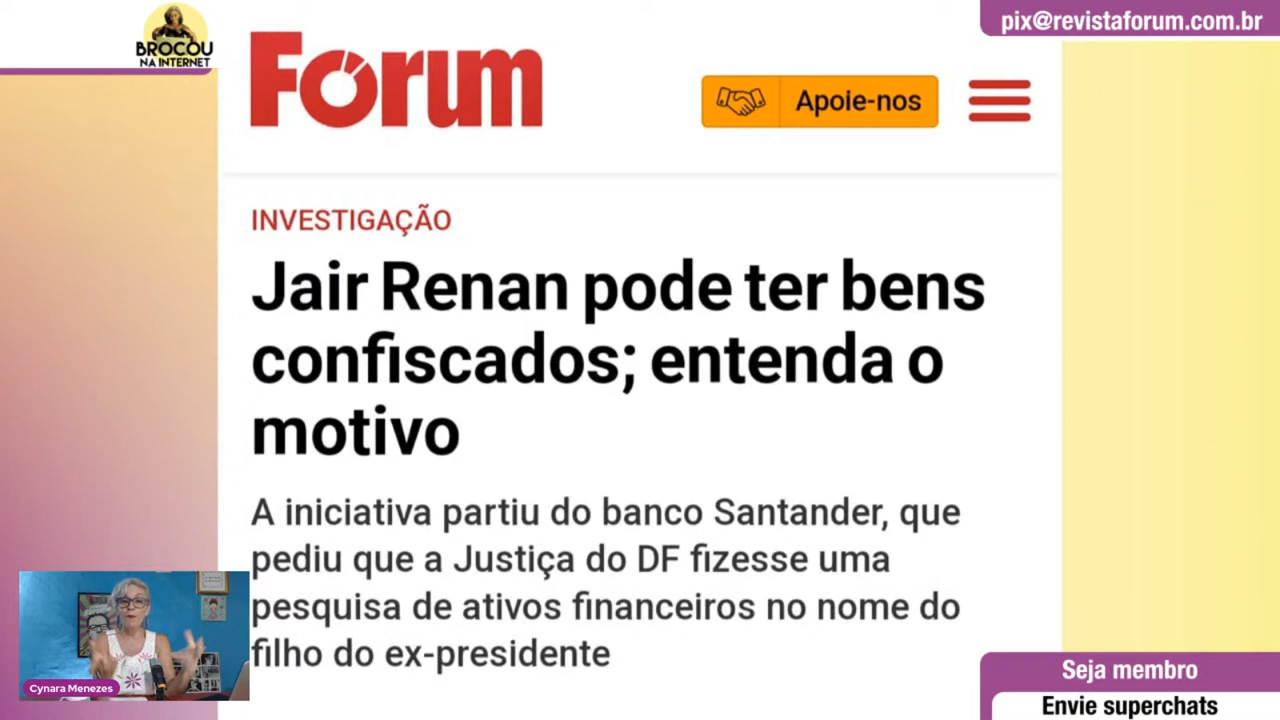 BROCOU
NA INTERNET
pix@revistaforum.com.br
Fórum
Apoie-nos
INVESTIGAÇÃO
Jair Renan pode ter bens
confiscados; entenda o
motivo
A iniciativa partiu do banco Santander, que
pediu que a Justiça do DF fizesse uma
pesquisa de ativos financeiros no nome do
filho do ex-presidente
Cynara Menezes
Seja membro
Envie superchats